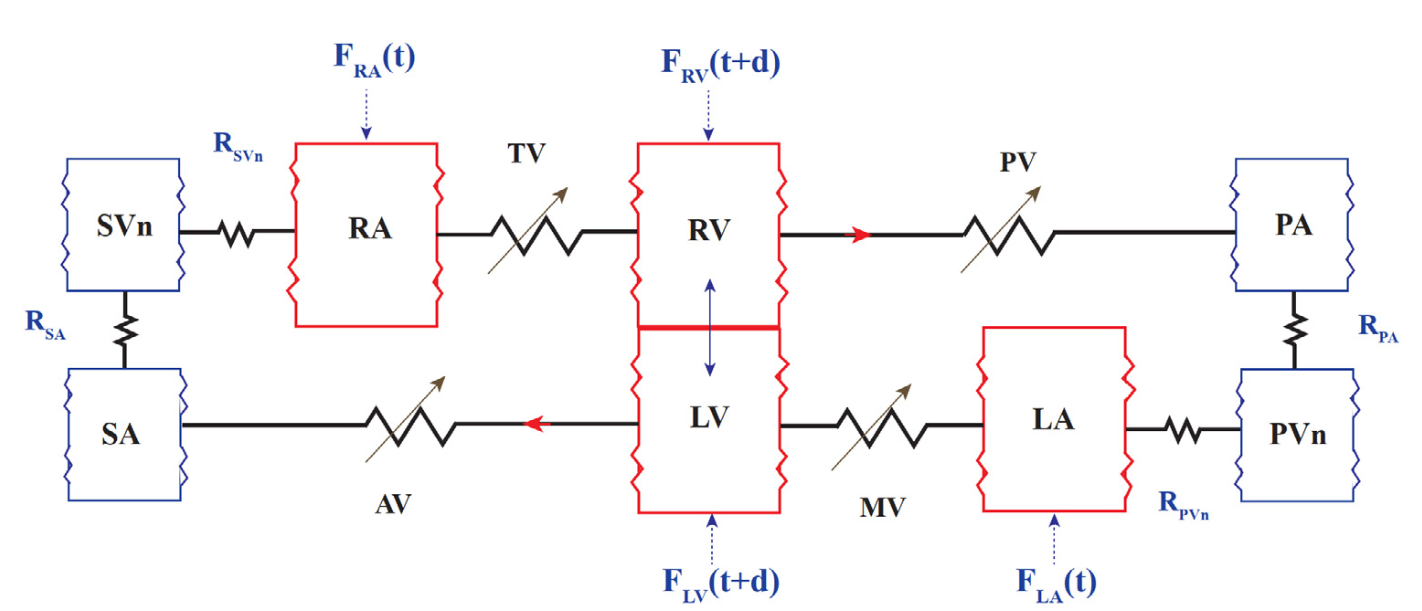 F_RA(t)
F_RV(t+d)
R_SVn
TV
PV
SVn
RA
RV
PA
R_SA
R_PA
SA
LV
LA
PVn
AV
MV
R_PVn
F_LV(t+d)
F_LA(t)